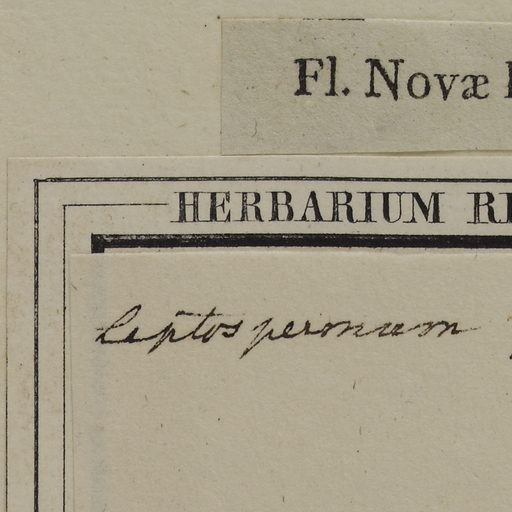 Fl. Novæ
HERBARIUM
Leptospermum